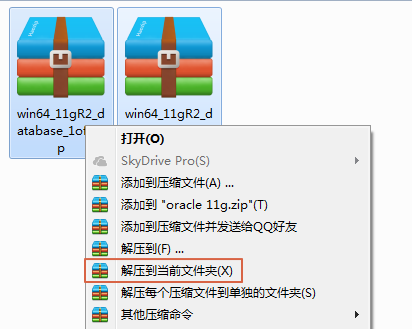 win64_11gR2_d
win64_11gR2_d
atabase_1of
p
打开(O)
SkyDrive Pro(S)
添加到压缩文件(A) ...
添加到 "oracle 11g.zip"(T)
添加到压缩文件并发送给QQ好友
解压到(F) ...
解压到当前文件夹(X)
解压每个压缩文件到单独的文件夹(S)
其他压缩命令